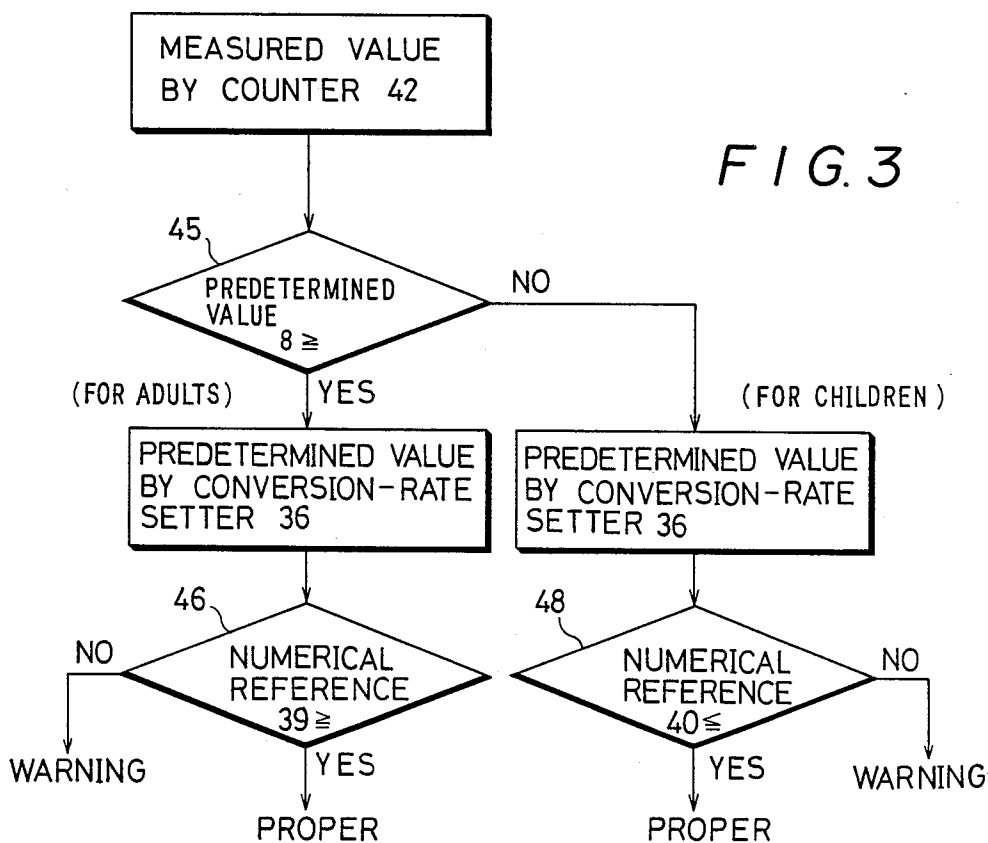 MEASURED VALUE
BY COUNTER 42
FIG. 3
45
PREDETERMINED
VALUE
8 ≧
NO
(FOR ADULTS)
YES
(FOR CHILDREN)
PREDETERMINED VALUE
BY CONVERSION-RATE
SETTER 36
PREDETERMINED VALUE
BY CONVERSION-RATE
SETTER 36
46
NO
NUMERICAL
REFERENCE
39 ≧
WARNING
YES
PROPER
48
NUMERICAL
REFERENCE
40 ≦
NO
YES
WARNING
PROPER